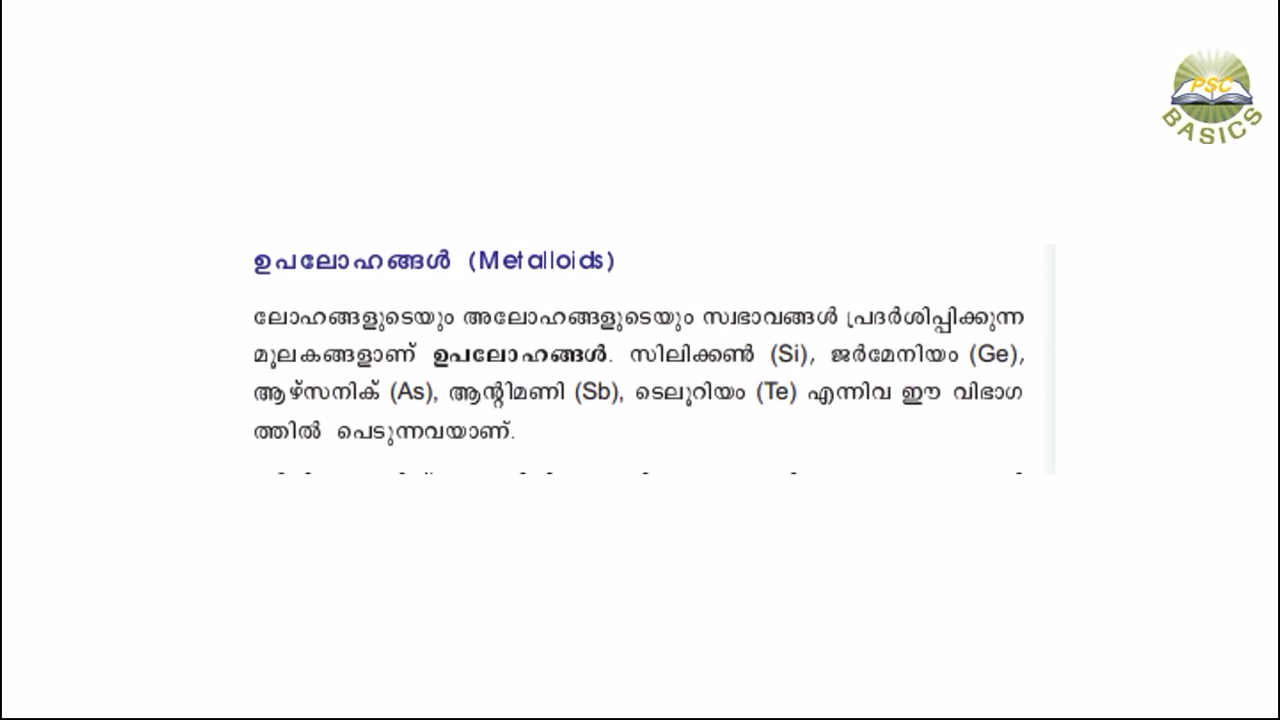 PSC
BASICS
ഉപലോഹങ്ങൾ (Metalloids)
ലോഹങ്ങളുടെയും അലോഹങ്ങളുടെയും സ്വഭാവങ്ങൾ പ്രദർശിപ്പിക്കുന്ന
മൂലകങ്ങളാണ് ഉപലോഹങ്ങൾ. സിലിക്കൺ (Si), ജർമേനിയം (Ge),
ആഴ്സനിക് (As), ആന്റിമണി (Sb), ടെലൂറിയം (Te) എന്നിവ ഈ വിഭാഗ
ത്തിൽ പെടുന്നവയാണ്.